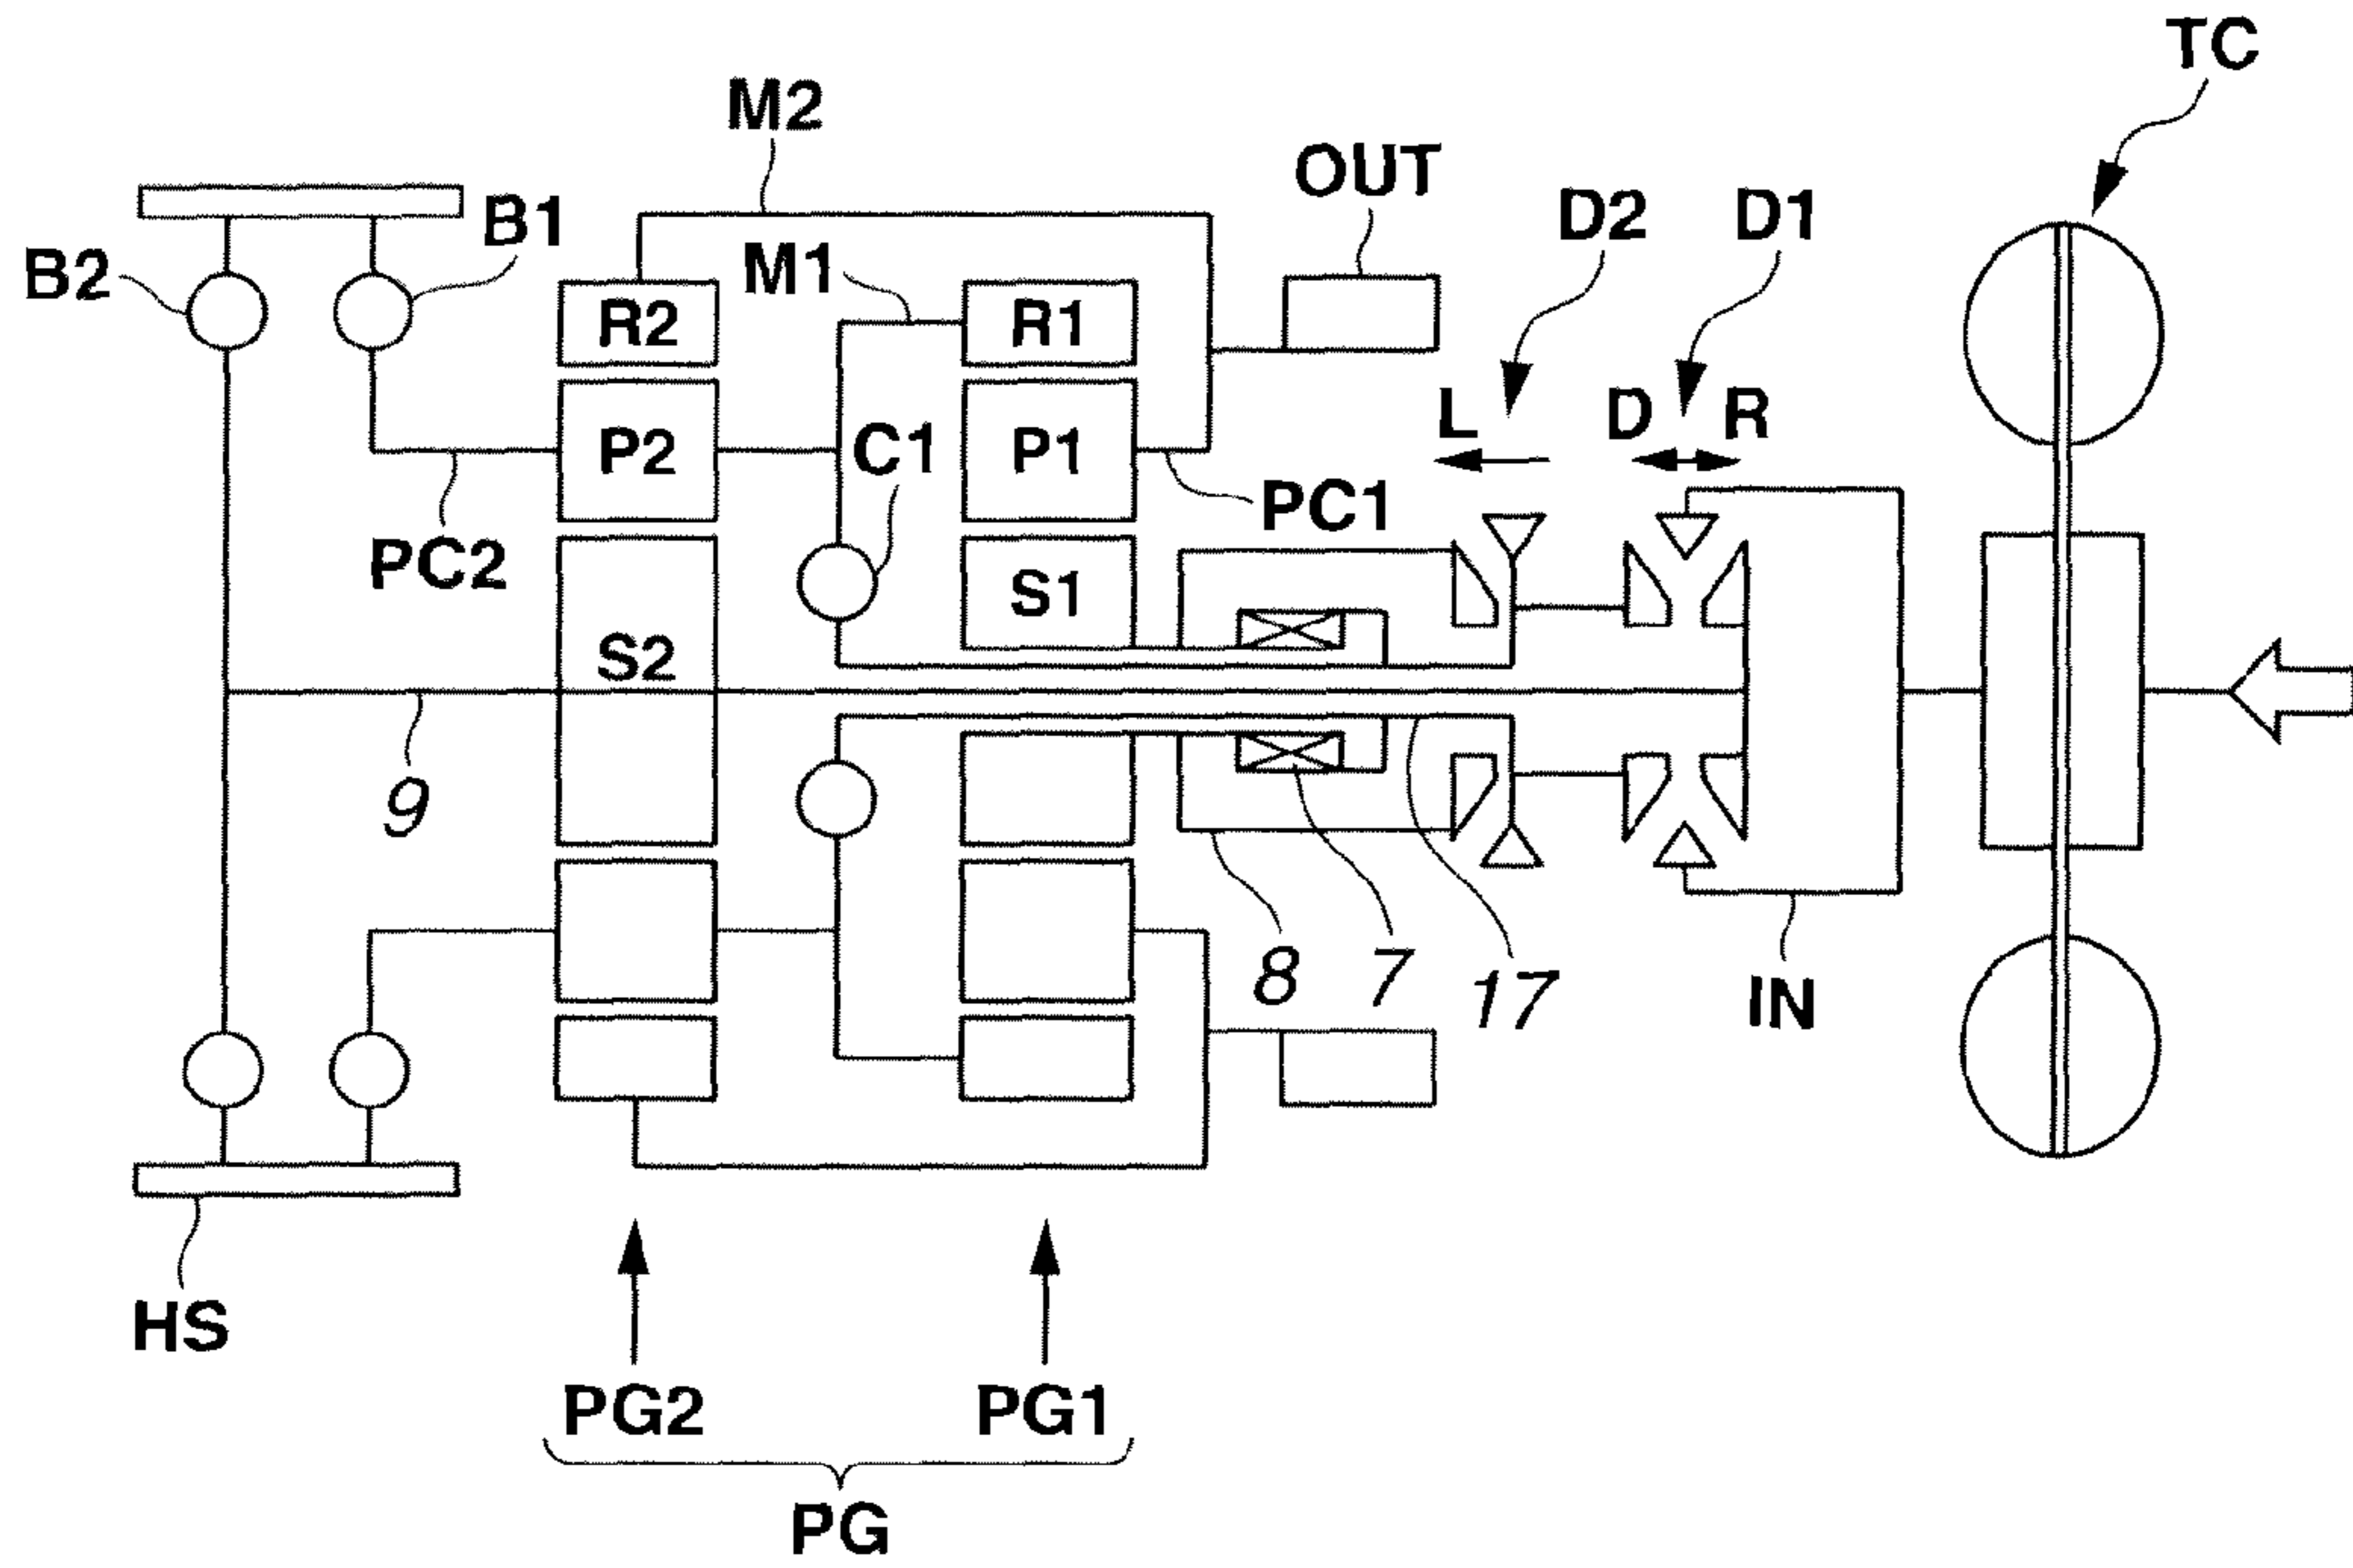 TC
M2
OUT
B1
D2
D1
B2
M1
R2
R1
L
D
R
P2
C1
P1
PC1
PC2
S1
S2
9
8
7
17
IN
HS
PG2
PG1
PG